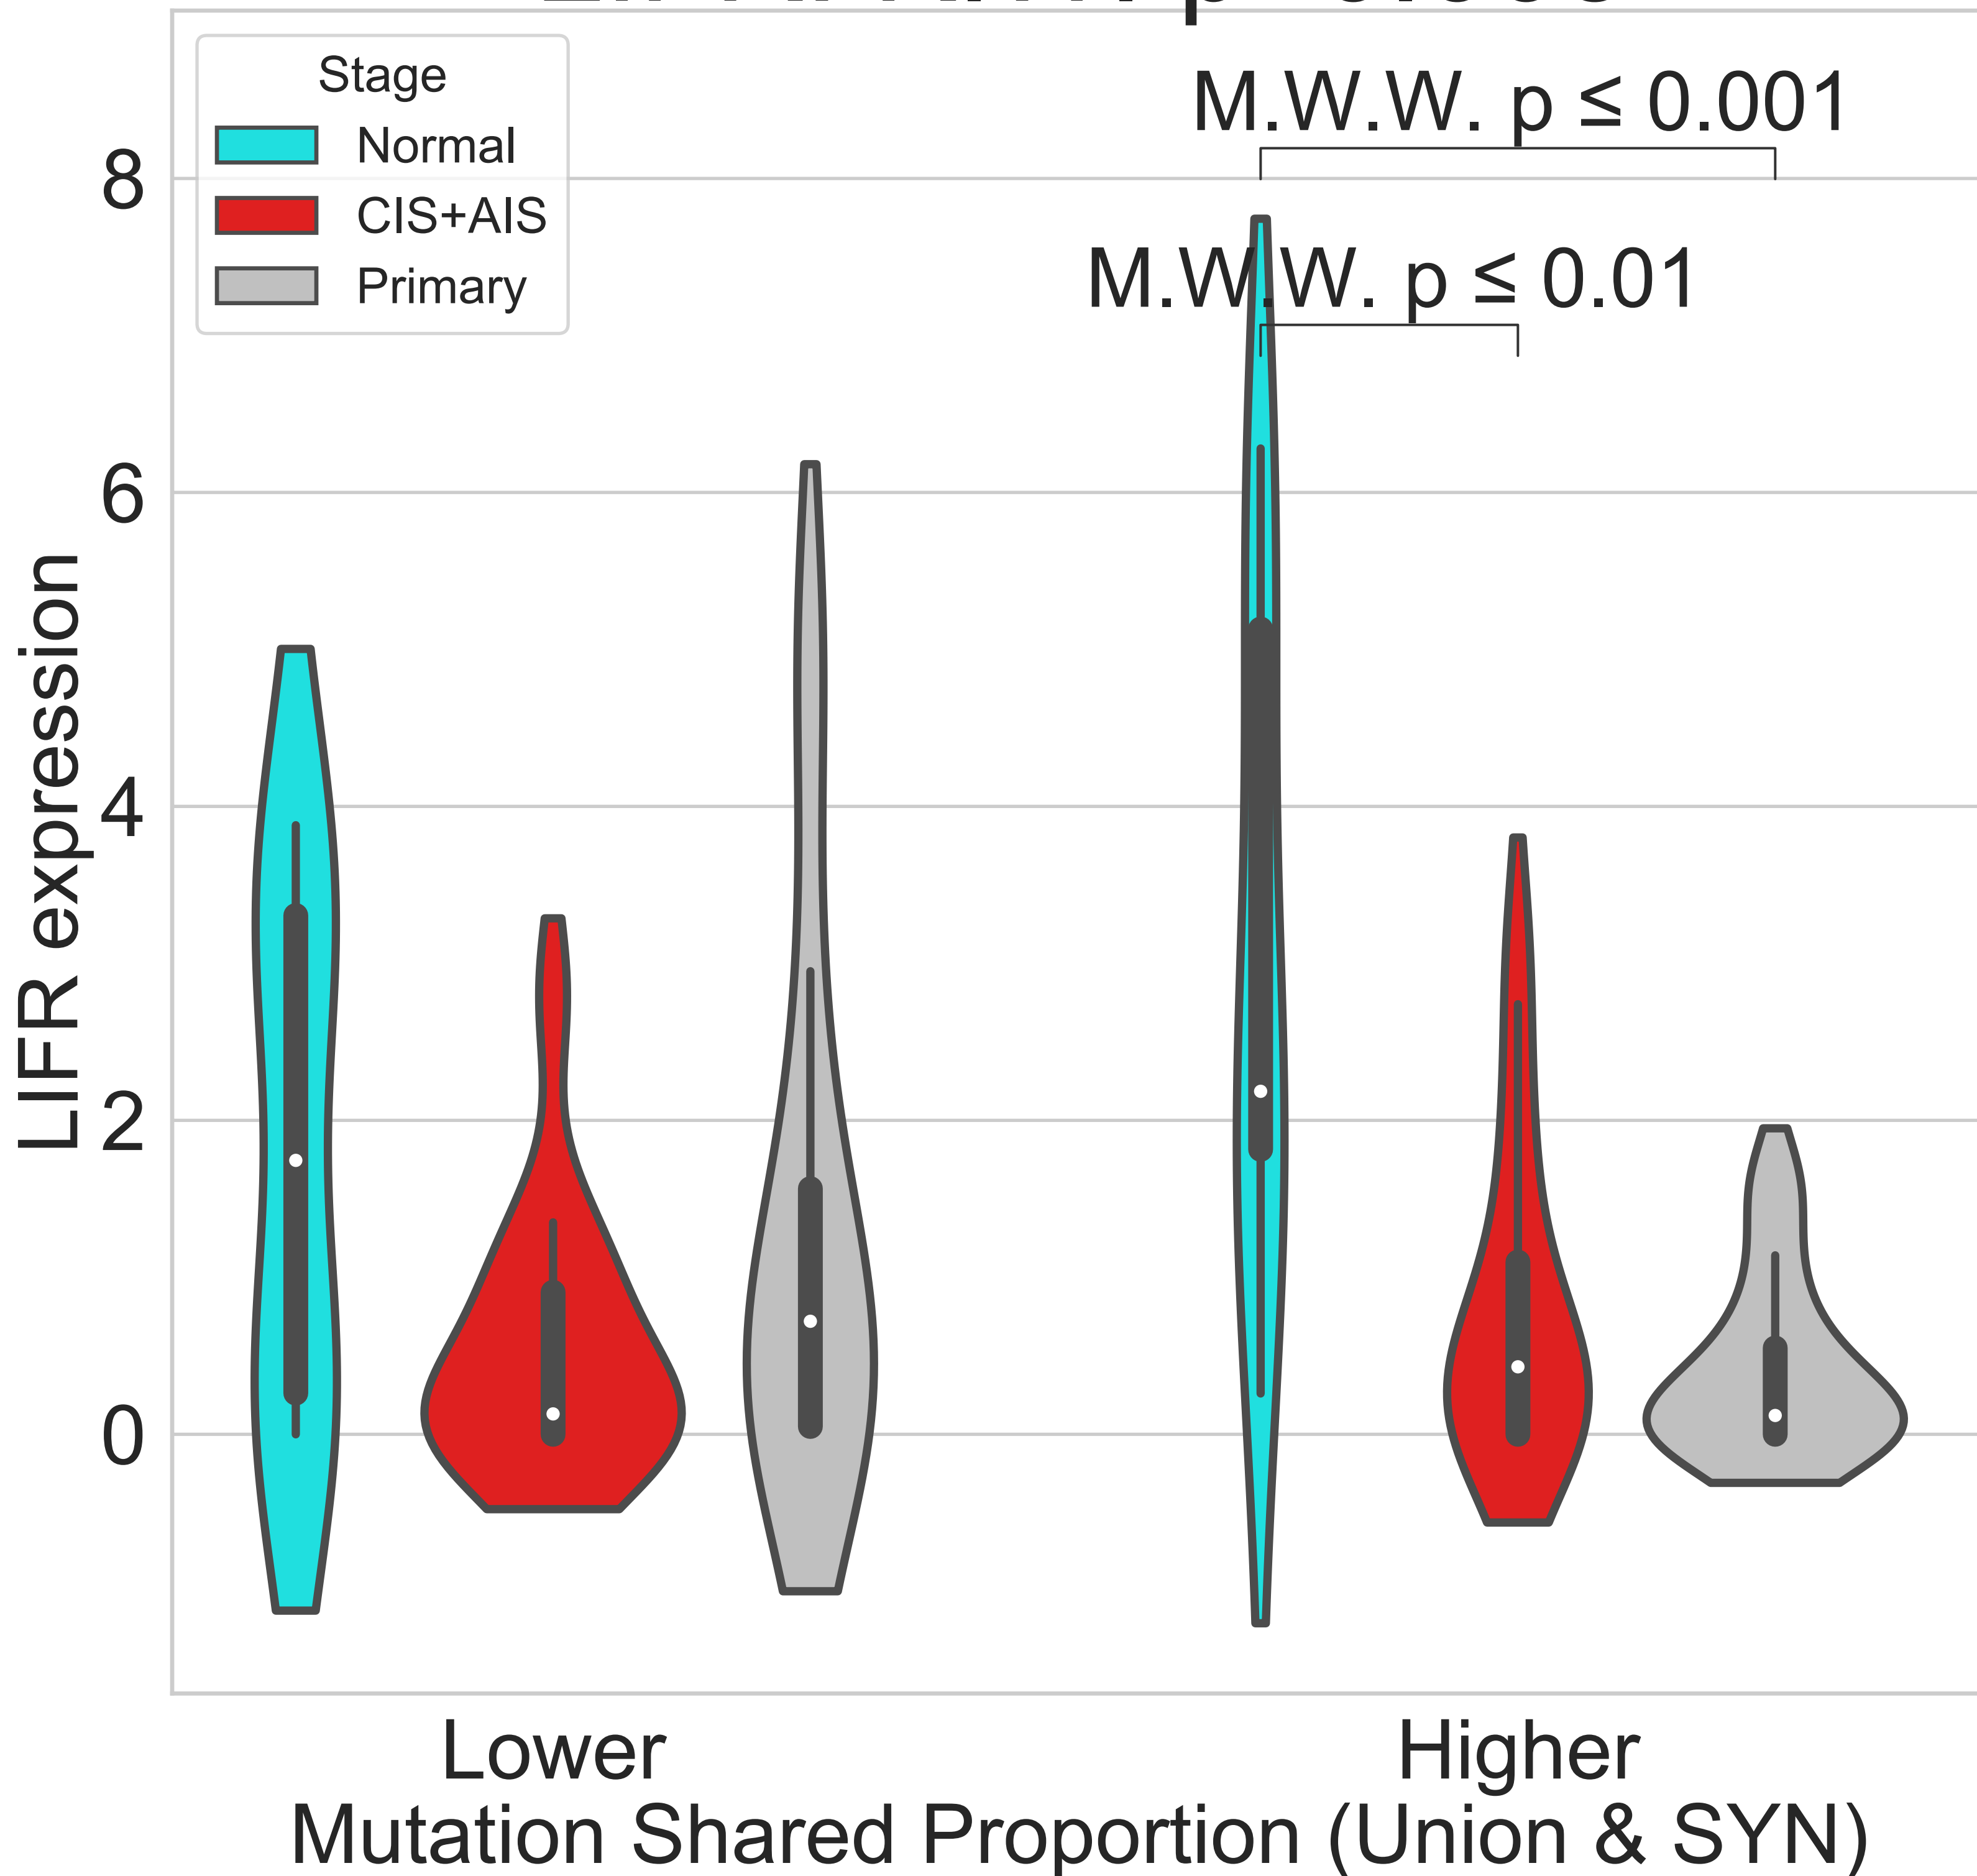 M.W.W. p ≤ 0.001
Stage
Normal
CIS+AIS
Primary
M.W.W. p ≤ 0.01
8
6
4
2
0
LIFR expression
Lower
Higher
Mutation Shared Proportion (Union & SYN)